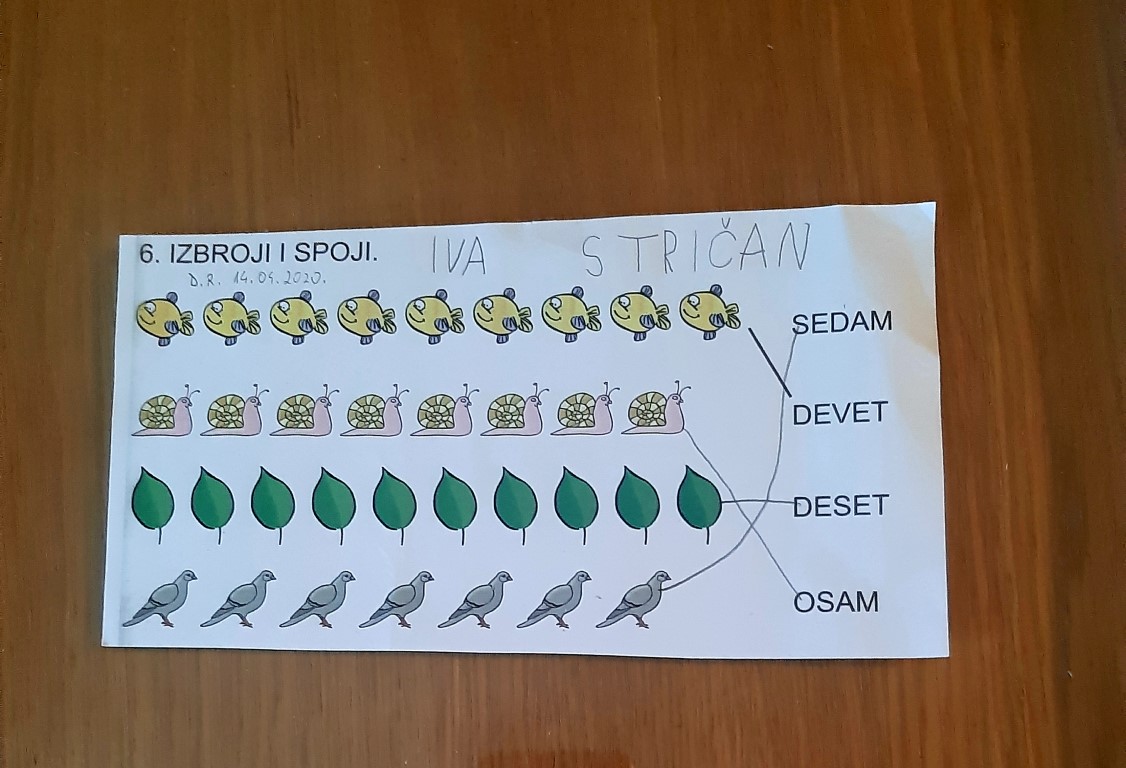 6. IZBROJI I SPOJI. IVA STRIČAN
D.R. 14.04.2020.
SEDAM
DEVET
DESET
OSAM